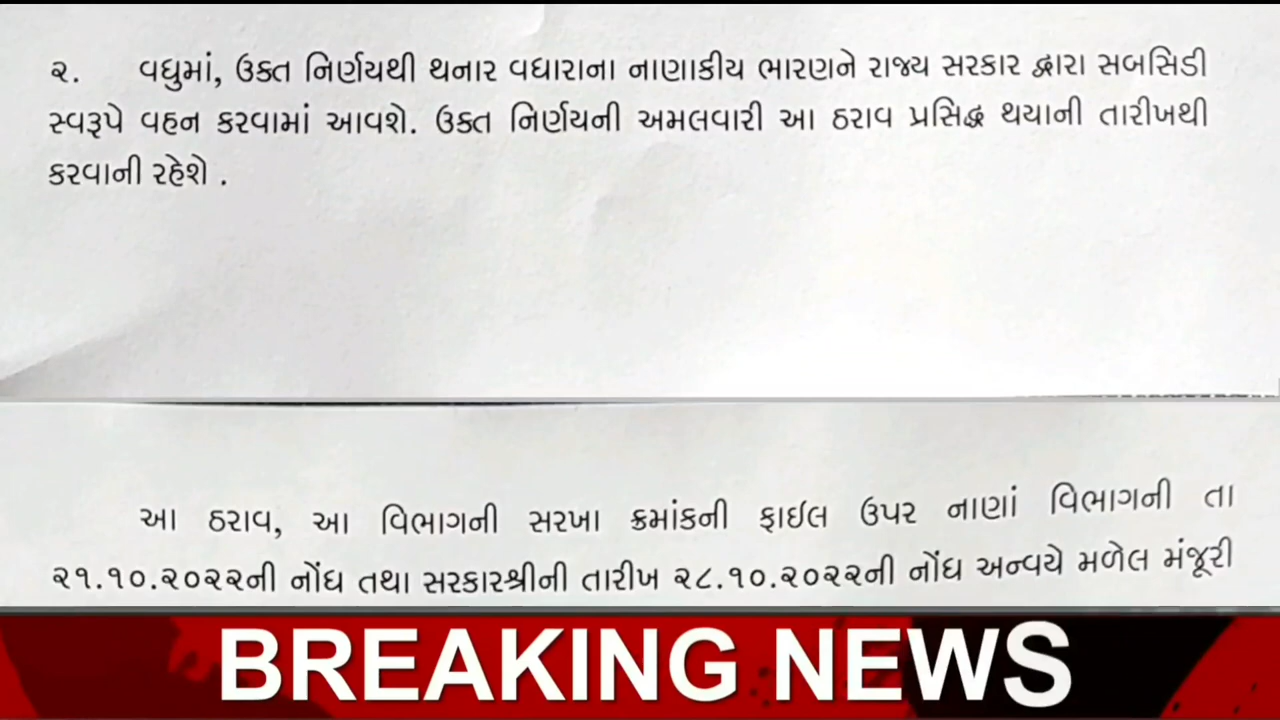 ૨. વધુમાં, ઉક્ત નિર્ણયથી થનાર વધારાના નાણાકીય ભારણને રાજ્ય સરકાર દ્વારા સબસિડી
સ્વરૂપે વહન કરવામાં આવશે. ઉક્ત નિર્ણયની અમલવારી આ ઠરાવ પ્રસિદ્ધ થયાની તારીખથી
કરવાની રહેશે .
આ ઠરાવ, આ વિભાગની સરખા ક્રમાંકની ફાઈલ ઉપર નાણાં વિભાગની તા
૨૧.૧૦.૨૦૨૨ની નોંધ તથા સરકારશ્રીની તારીખ ૨૮.૧૦.૨૦૨૨ની નોંધ અન્વયે મળેલ મંજૂરી
BREAKING NEWS